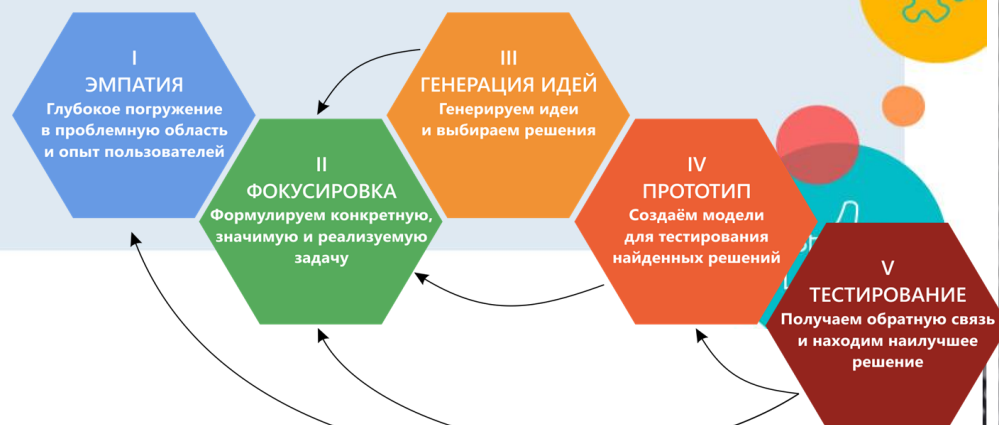 I
ЭМПАТИЯ
Глубокое погружение
в проблемную область
и опыт пользователей
II
ФОКУСИРОВКА
Формулируем конкретную,
значимую и реализуемую
задачу
III
ГЕНЕРАЦИЯ ИДЕЙ
Генерируем идеи
и выбираем решения
IV
ПРОТОТИП
Создаём модели
для тестирования
найденных решений
V
ТЕСТИРОВАНИЕ
Получаем обратную связь
и находим наилучшее
решение